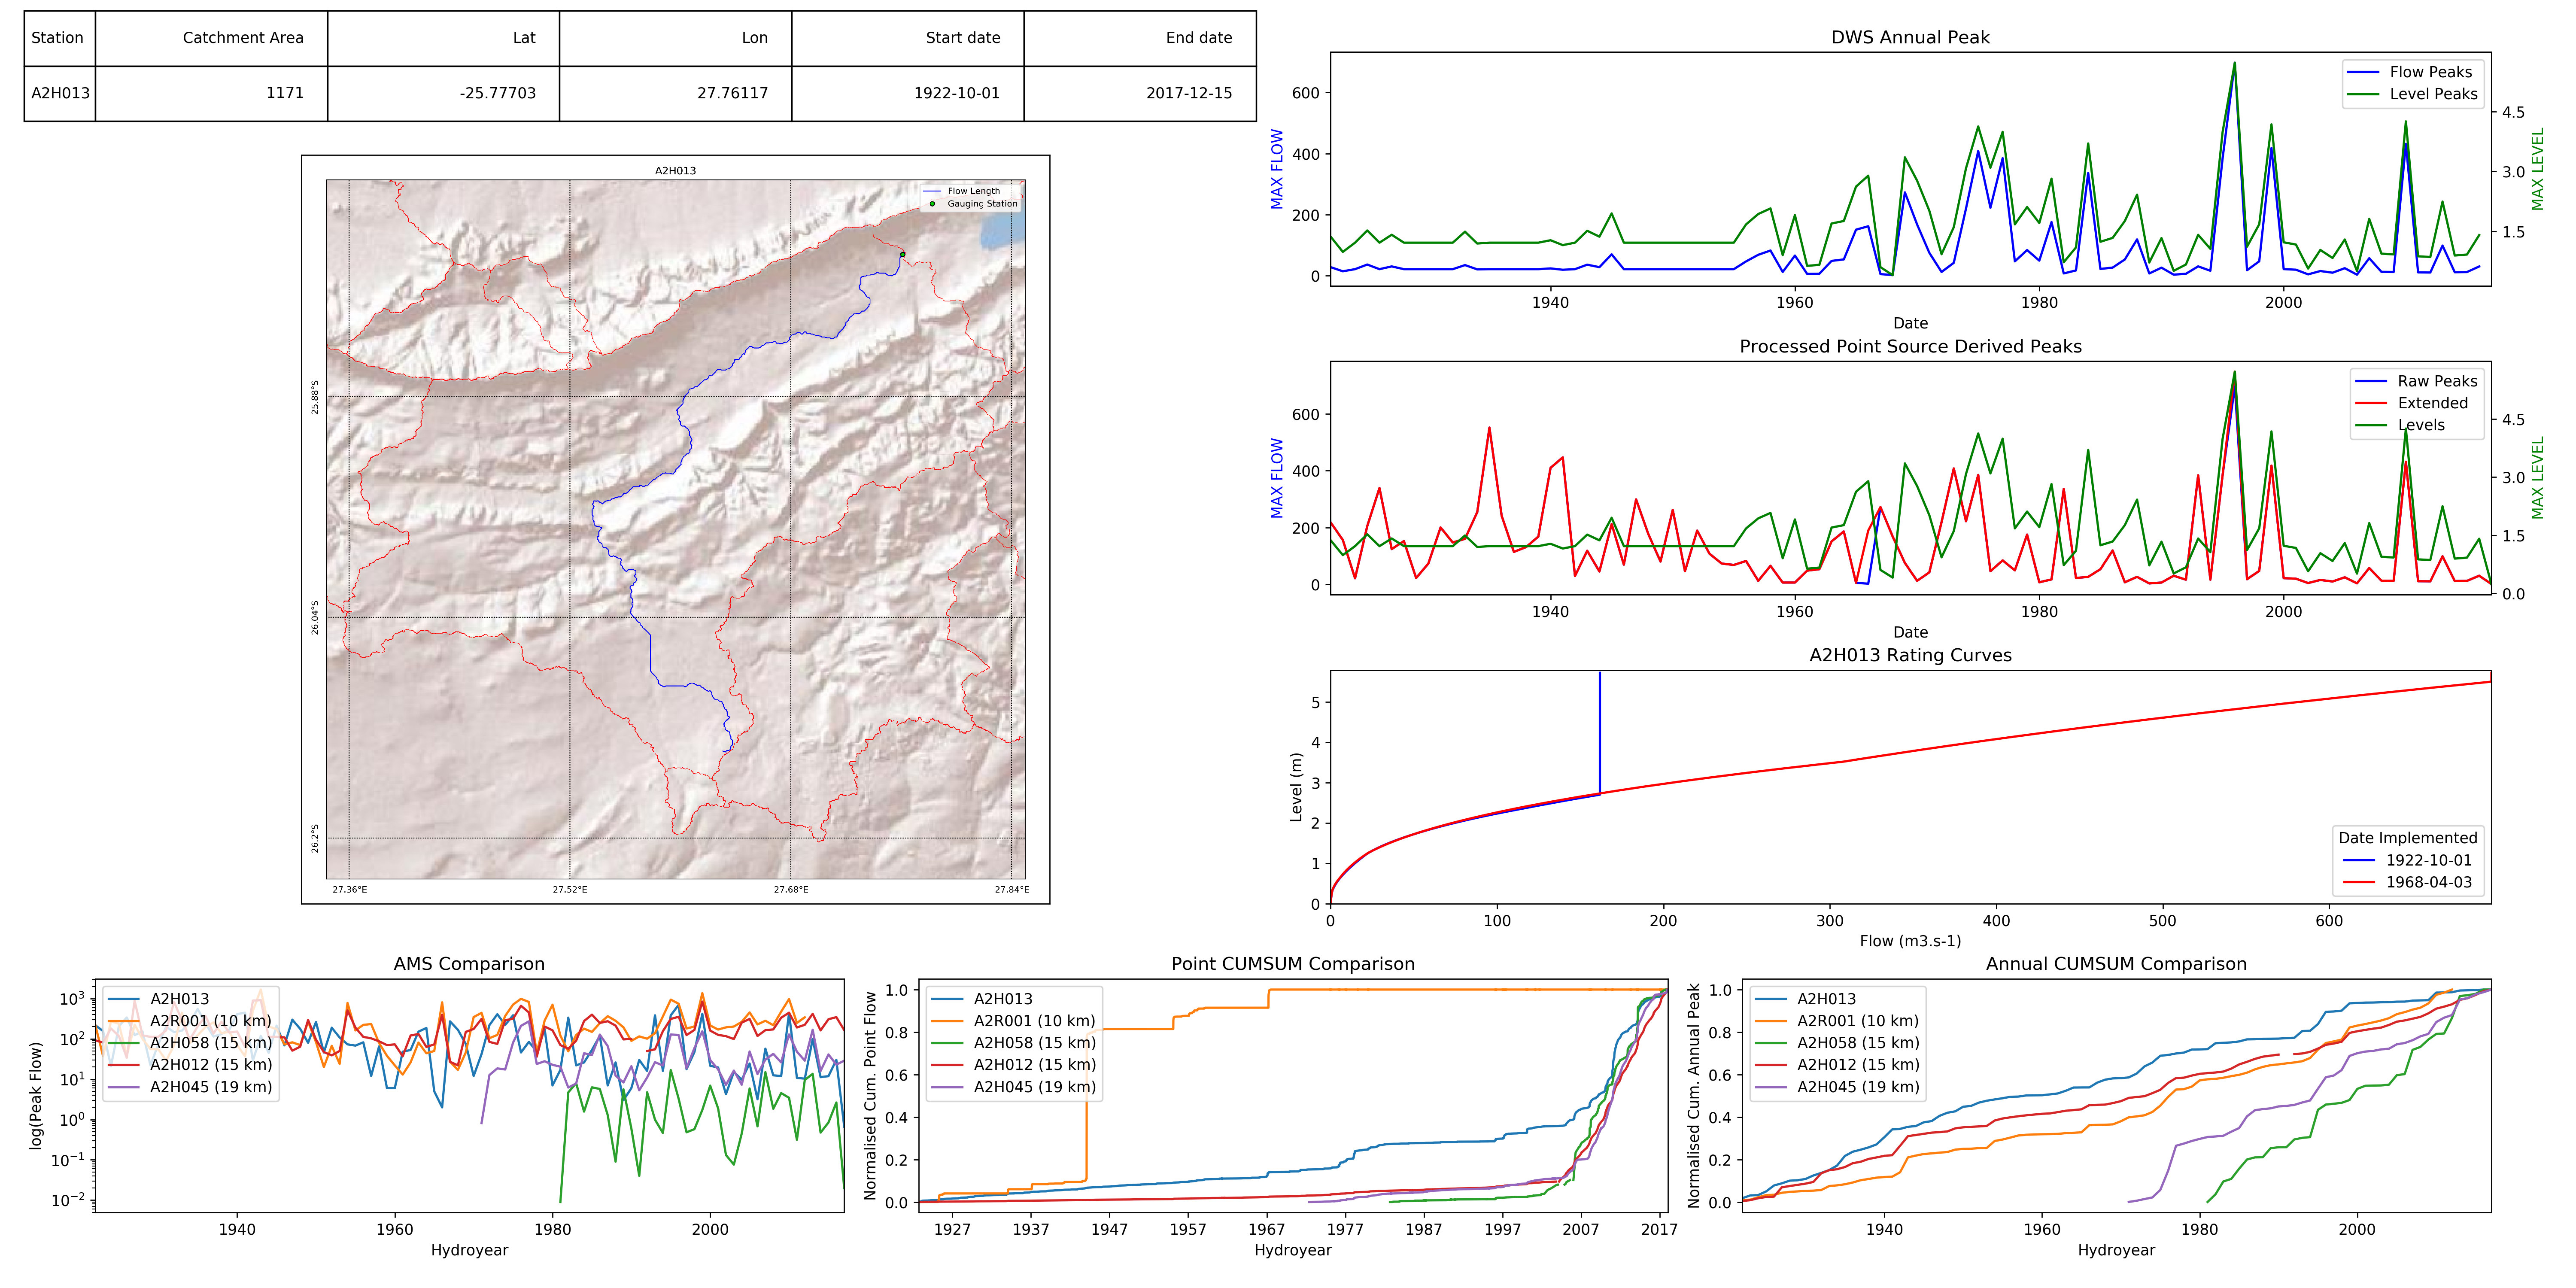 Station Catchment Area Lat Lon Start date End date
A2H013 1171 -25.77703 27.76117 1922-10-01 2017-12-15
A2H013
Flow Length
Gauging Station
25.88°S
26.04°S
26.2°S
27.36°E 27.52°E 27.68°E 27.84°E
DWS Annual Peak
Flow Peaks
Level Peaks
MAX FLOW
MAX LEVEL
600
400
200
0
4.5
3.0
1.5
1940 1960 1980 2000
Date
Processed Point Source Derived Peaks
Raw Peaks
Extended
Levels
MAX FLOW
MAX LEVEL
600
400
200
0
4.5
3.0
1.5
0.0
1940 1960 1980 2000
Date
A2H013 Rating Curves
Level (m)
5
4
3
2
1
0
Date Implemented
1922-10-01
1968-04-03
0 100 200 300 400 500 600
Flow (m3.s-1)
AMS Comparison
A2H013
A2R001 (10 km)
A2H058 (15 km)
A2H012 (15 km)
A2H045 (19 km)
log(Peak Flow)
10³
10²
10¹
10⁰
10⁻¹
10⁻²
1940 1960 1980 2000
Hydroyear
Point CUMSUM Comparison
A2H013
A2R001 (10 km)
A2H058 (15 km)
A2H012 (15 km)
A2H045 (19 km)
Normalised Cum. Point Flow
1.0
0.8
0.6
0.4
0.2
0.0
1927 1937 1947 1957 1967 1977 1987 1997 2007 2017
Hydroyear
Annual CUMSUM Comparison
A2H013
A2R001 (10 km)
A2H058 (15 km)
A2H012 (15 km)
A2H045 (19 km)
Normalised Cum. Annual Peak
1.0
0.8
0.6
0.4
0.2
0.0
1940 1960 1980 2000
Hydroyear